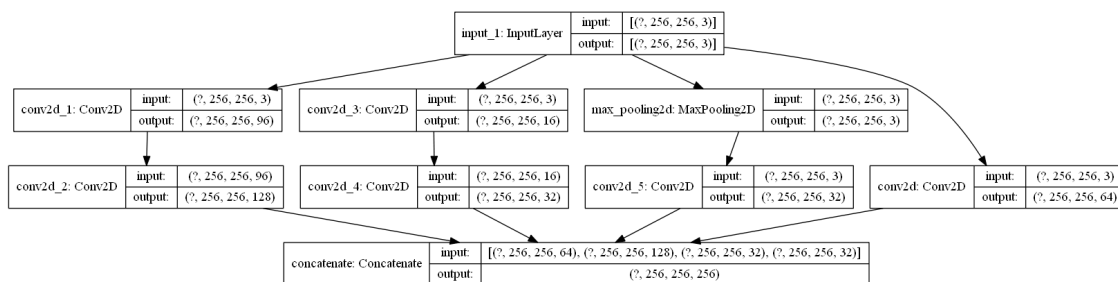 input_1: InputLayer input: [(?, 256, 256, 3)]
output: [(?, 256, 256, 3)]
conv2d_1: Conv2D input: (?, 256, 256, 3)
output: (?, 256, 256, 96)
conv2d_3: Conv2D input: (?, 256, 256, 3)
output: (?, 256, 256, 16)
max_pooling2d: MaxPooling2D input: (?, 256, 256, 3)
output: (?, 256, 256, 3)
conv2d_2: Conv2D input: (?, 256, 256, 96)
output: (?, 256, 256, 128)
conv2d_4: Conv2D input: (?, 256, 256, 16)
output: (?, 256, 256, 32)
conv2d_5: Conv2D input: (?, 256, 256, 3)
output: (?, 256, 256, 32)
conv2d: Conv2D input: (?, 256, 256, 3)
output: (?, 256, 256, 64)
concatenate: Concatenate input: [(?, 256, 256, 64), (?, 256, 256, 128), (?, 256, 256, 32), (?, 256, 256, 32)]
output: (?, 256, 256, 256)